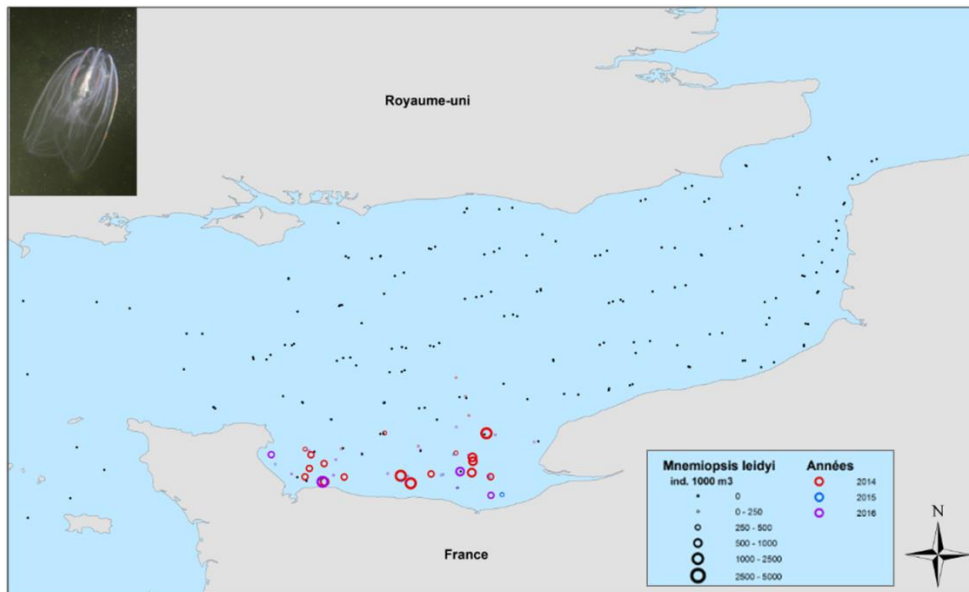 Royaume-uni
Mnemiopsis leidyi
ind. 1000 m3
0
0 - 250
250 - 500
500 - 1000
1000 - 2500
2500 - 5000
Années
2014
2015
2016
N
France